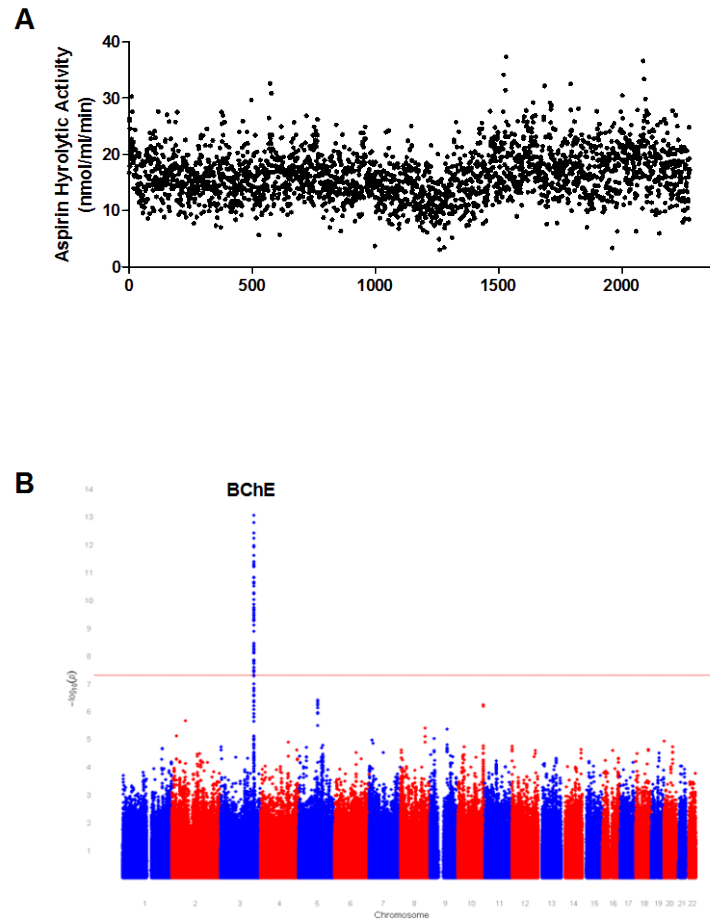 A
Aspirin Hyrolytic Activity
(nmol/ml/min)
40
30
20
10
0
0 500 1000 1500 2000
B
BChE
14
13
12
11
10
9
8
7
6
5
4
3
2
1
-log10(p)
1 2 3 4 5 6 7 8 9 10 11 12 13 14 15 16 17 18 19 20 21 22
Chromosome